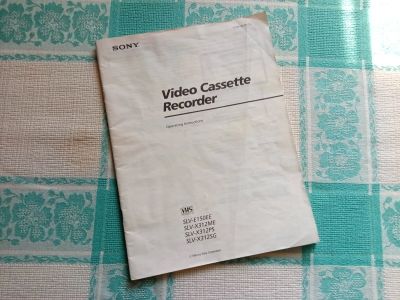 SONY
Video Cassette
Recorder
Operating Instructions
VHS
SLV-E150EE
SLV-X312ME
SLV-X312PS
SLV-X312SG